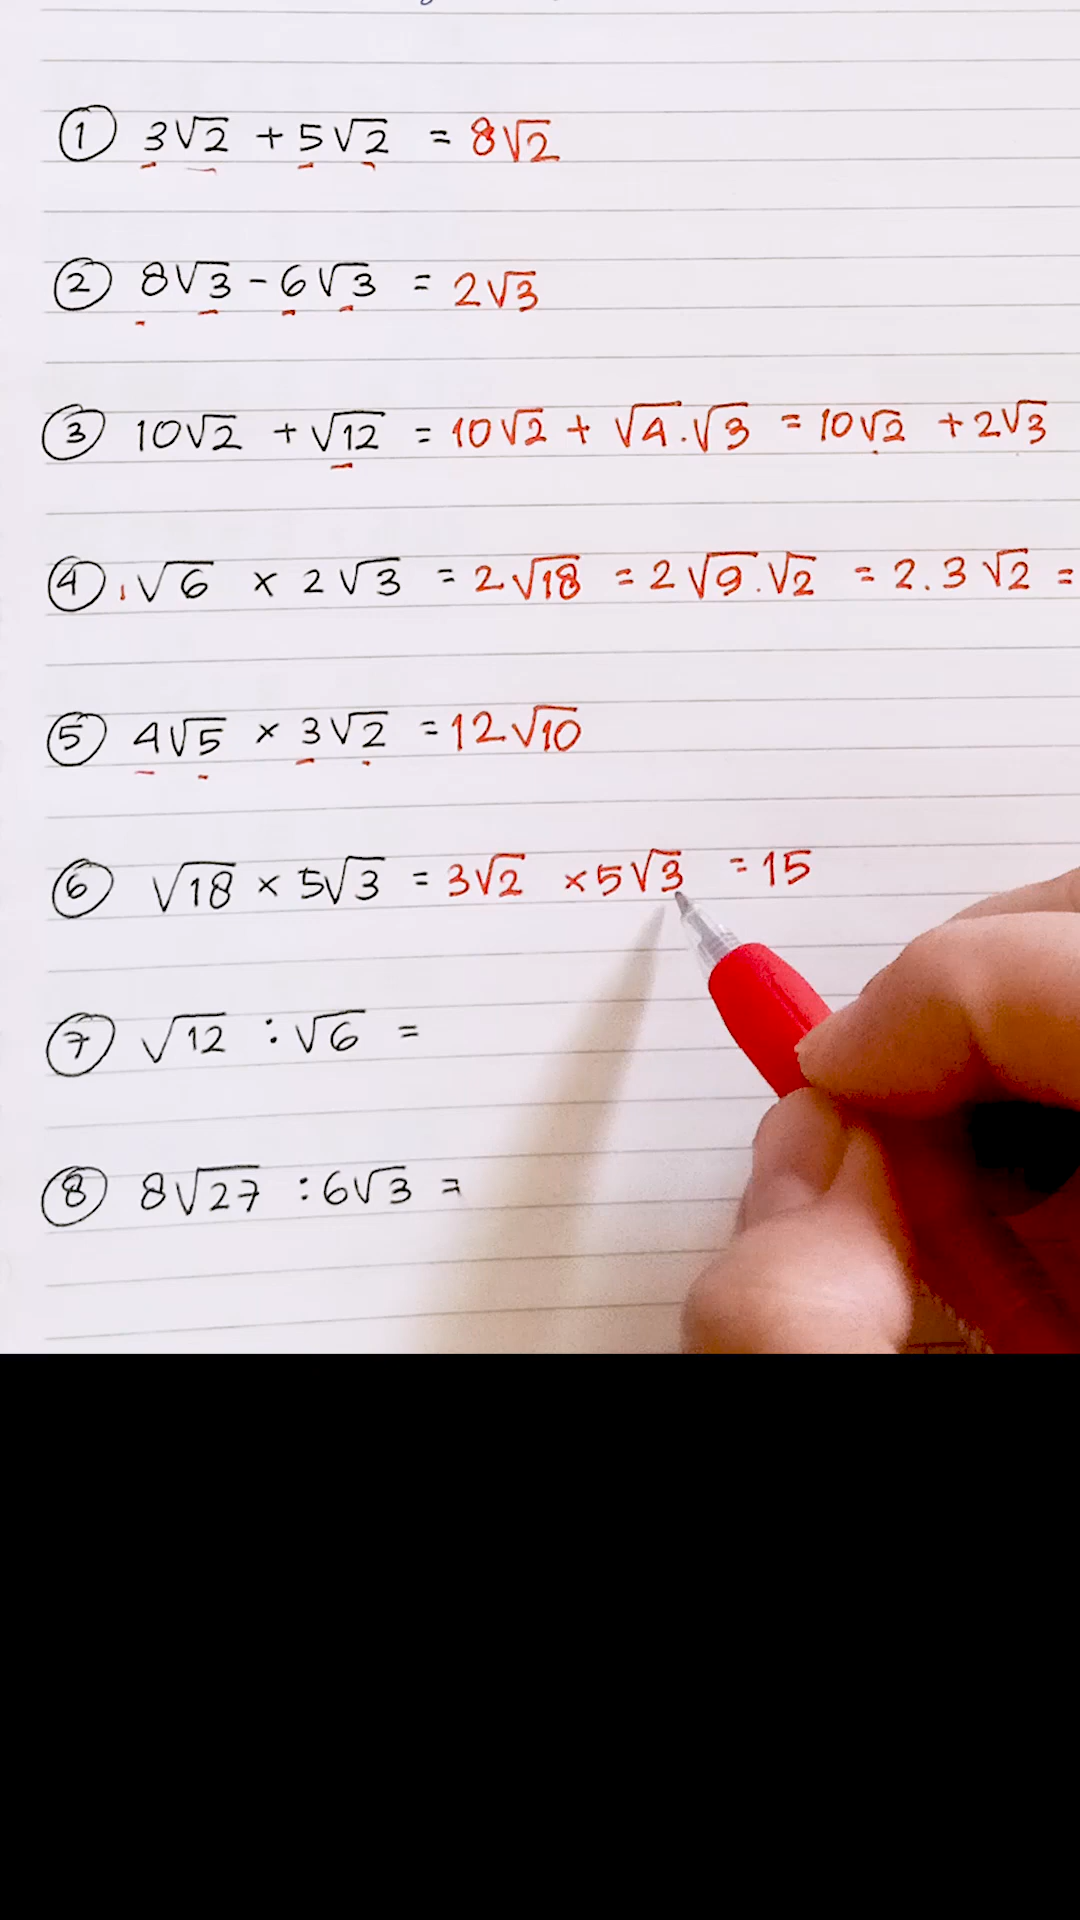 ① 3√2 + 5√2 = 8√2
② 8√3 - 6√3 = 2√3
③ 10√2 + √12 = 10√2 + √4.√3 = 10√2 + 2√3
④ 1√6 × 2√3 = 2√18 = 2√9.√2 = 2.3√2 =
⑤ 4√5 × 3√2 = 12√10
⑥ √18 × 5√3 = 3√2 × 5√3 = 15
⑦ √12 : √6 =
⑧ 8√27 : 6√3 =